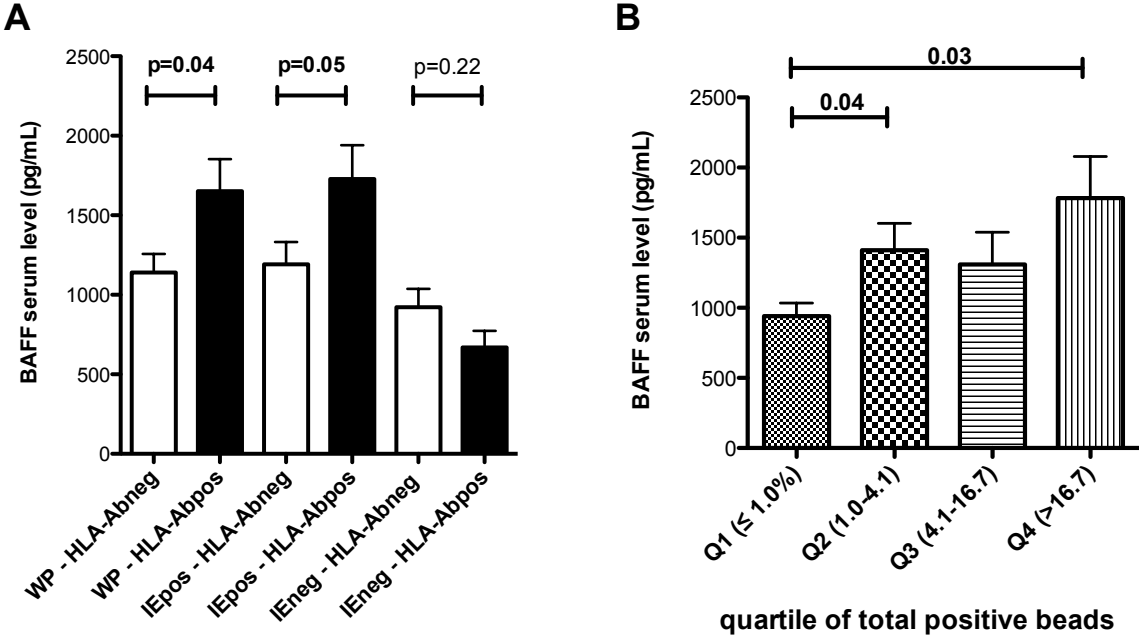 A
BAFF serum level (pg/mL)
2500
2000
1500
1000
500
0
p=0.04
p=0.05
p=0.22
WP - HLA-Abneg
WP - HLA-Abpos
IEpos - HLA-Abneg
IEpos - HLA-Abpos
IEneg - HLA-Abneg
IEneg - HLA-Abpos
B
BAFF serum level (pg/mL)
2500
2000
1500
1000
500
0
0.03
0.04
Q1 (≤ 1.0%)
Q2 (1.0-4.1)
Q3 (4.1-16.7)
Q4 (>16.7)
quartile of total positive beads